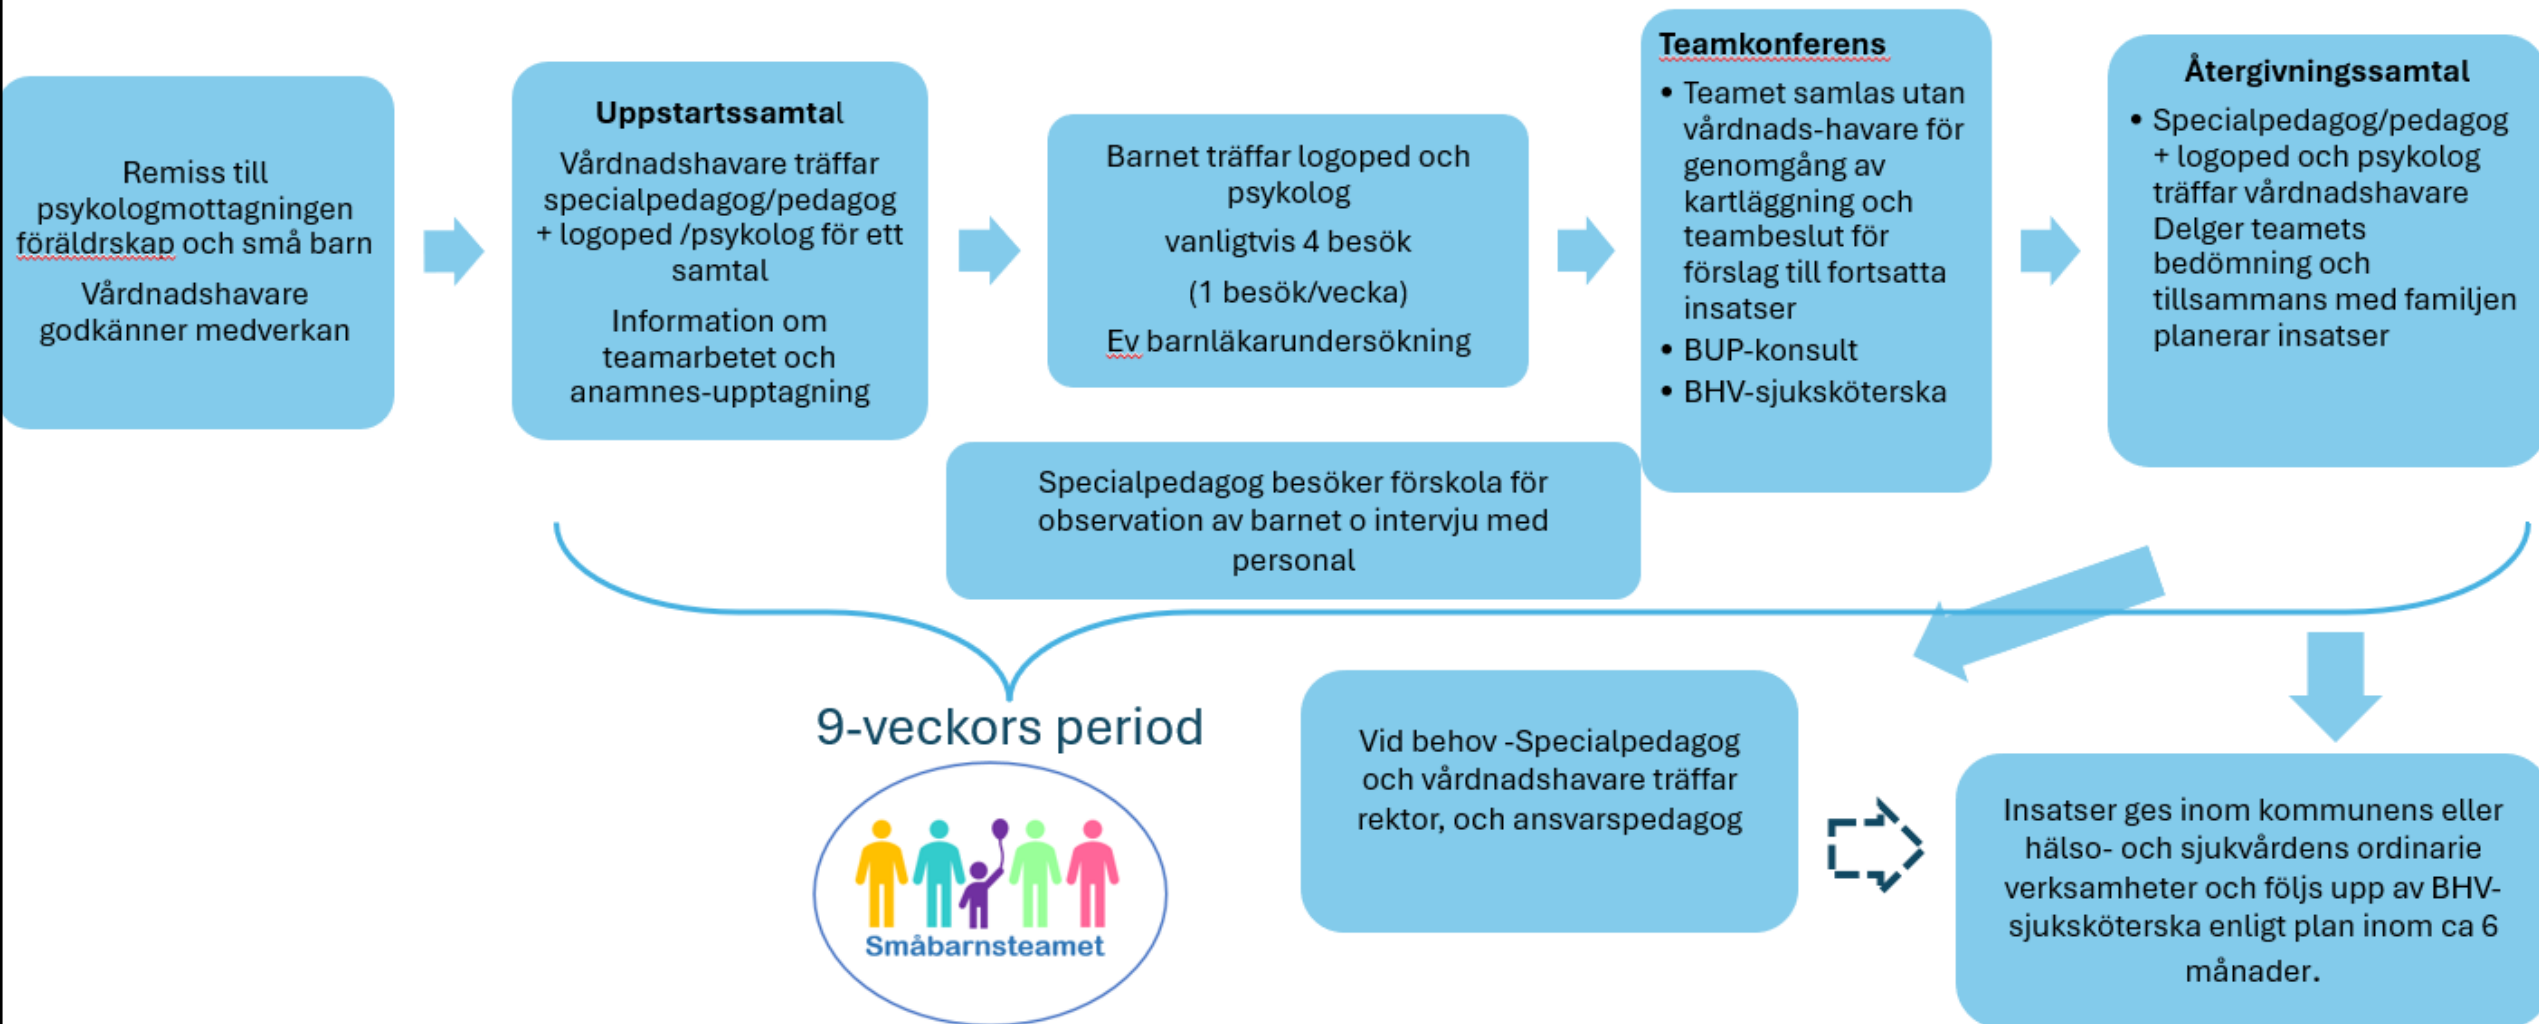 Remiss till
psykologmottagningen
föräldrskap och små barn
Vårdnadshavare
godkänner medverkan
Uppstartssamtal
Vårdnadshavare träffar
specialpedagog/pedagog
+ logoped /psykolog för ett
samtal
Information om
teamarbetet och
anamnes-upptagning
Barnet träffar logoped och
psykolog
vanligtvis 4 besök
(1 besök/vecka)
Ev barnläkarundersökning
Specialpedagog besöker förskola för
observation av barnet o intervju med
personal
Teamkonferens
• Teamet samlas utan
vårdnads-havare för
genomgång av
kartläggning och
teambeslut för
förslag till fortsatta
insatser
• BUP-konsult
• BHV-sjuksköterska
Återgivningssamtal
• Specialpedagog/pedagog
+ logoped och psykolog
träffar vårdnadshavare
Delger teamets
bedömning och
tillsammans med familjen
planerar insatser
9-veckors period
Småbarnsteamet
Vid behov -Specialpedagog
och vårdnadshavare träffar
rektor, och ansvarspedagog
Insatser ges inom kommunens eller
hälso- och sjukvårdens ordinarie
verksamheter och följs upp av BHV-
sjuksköterska enligt plan inom ca 6
månader.